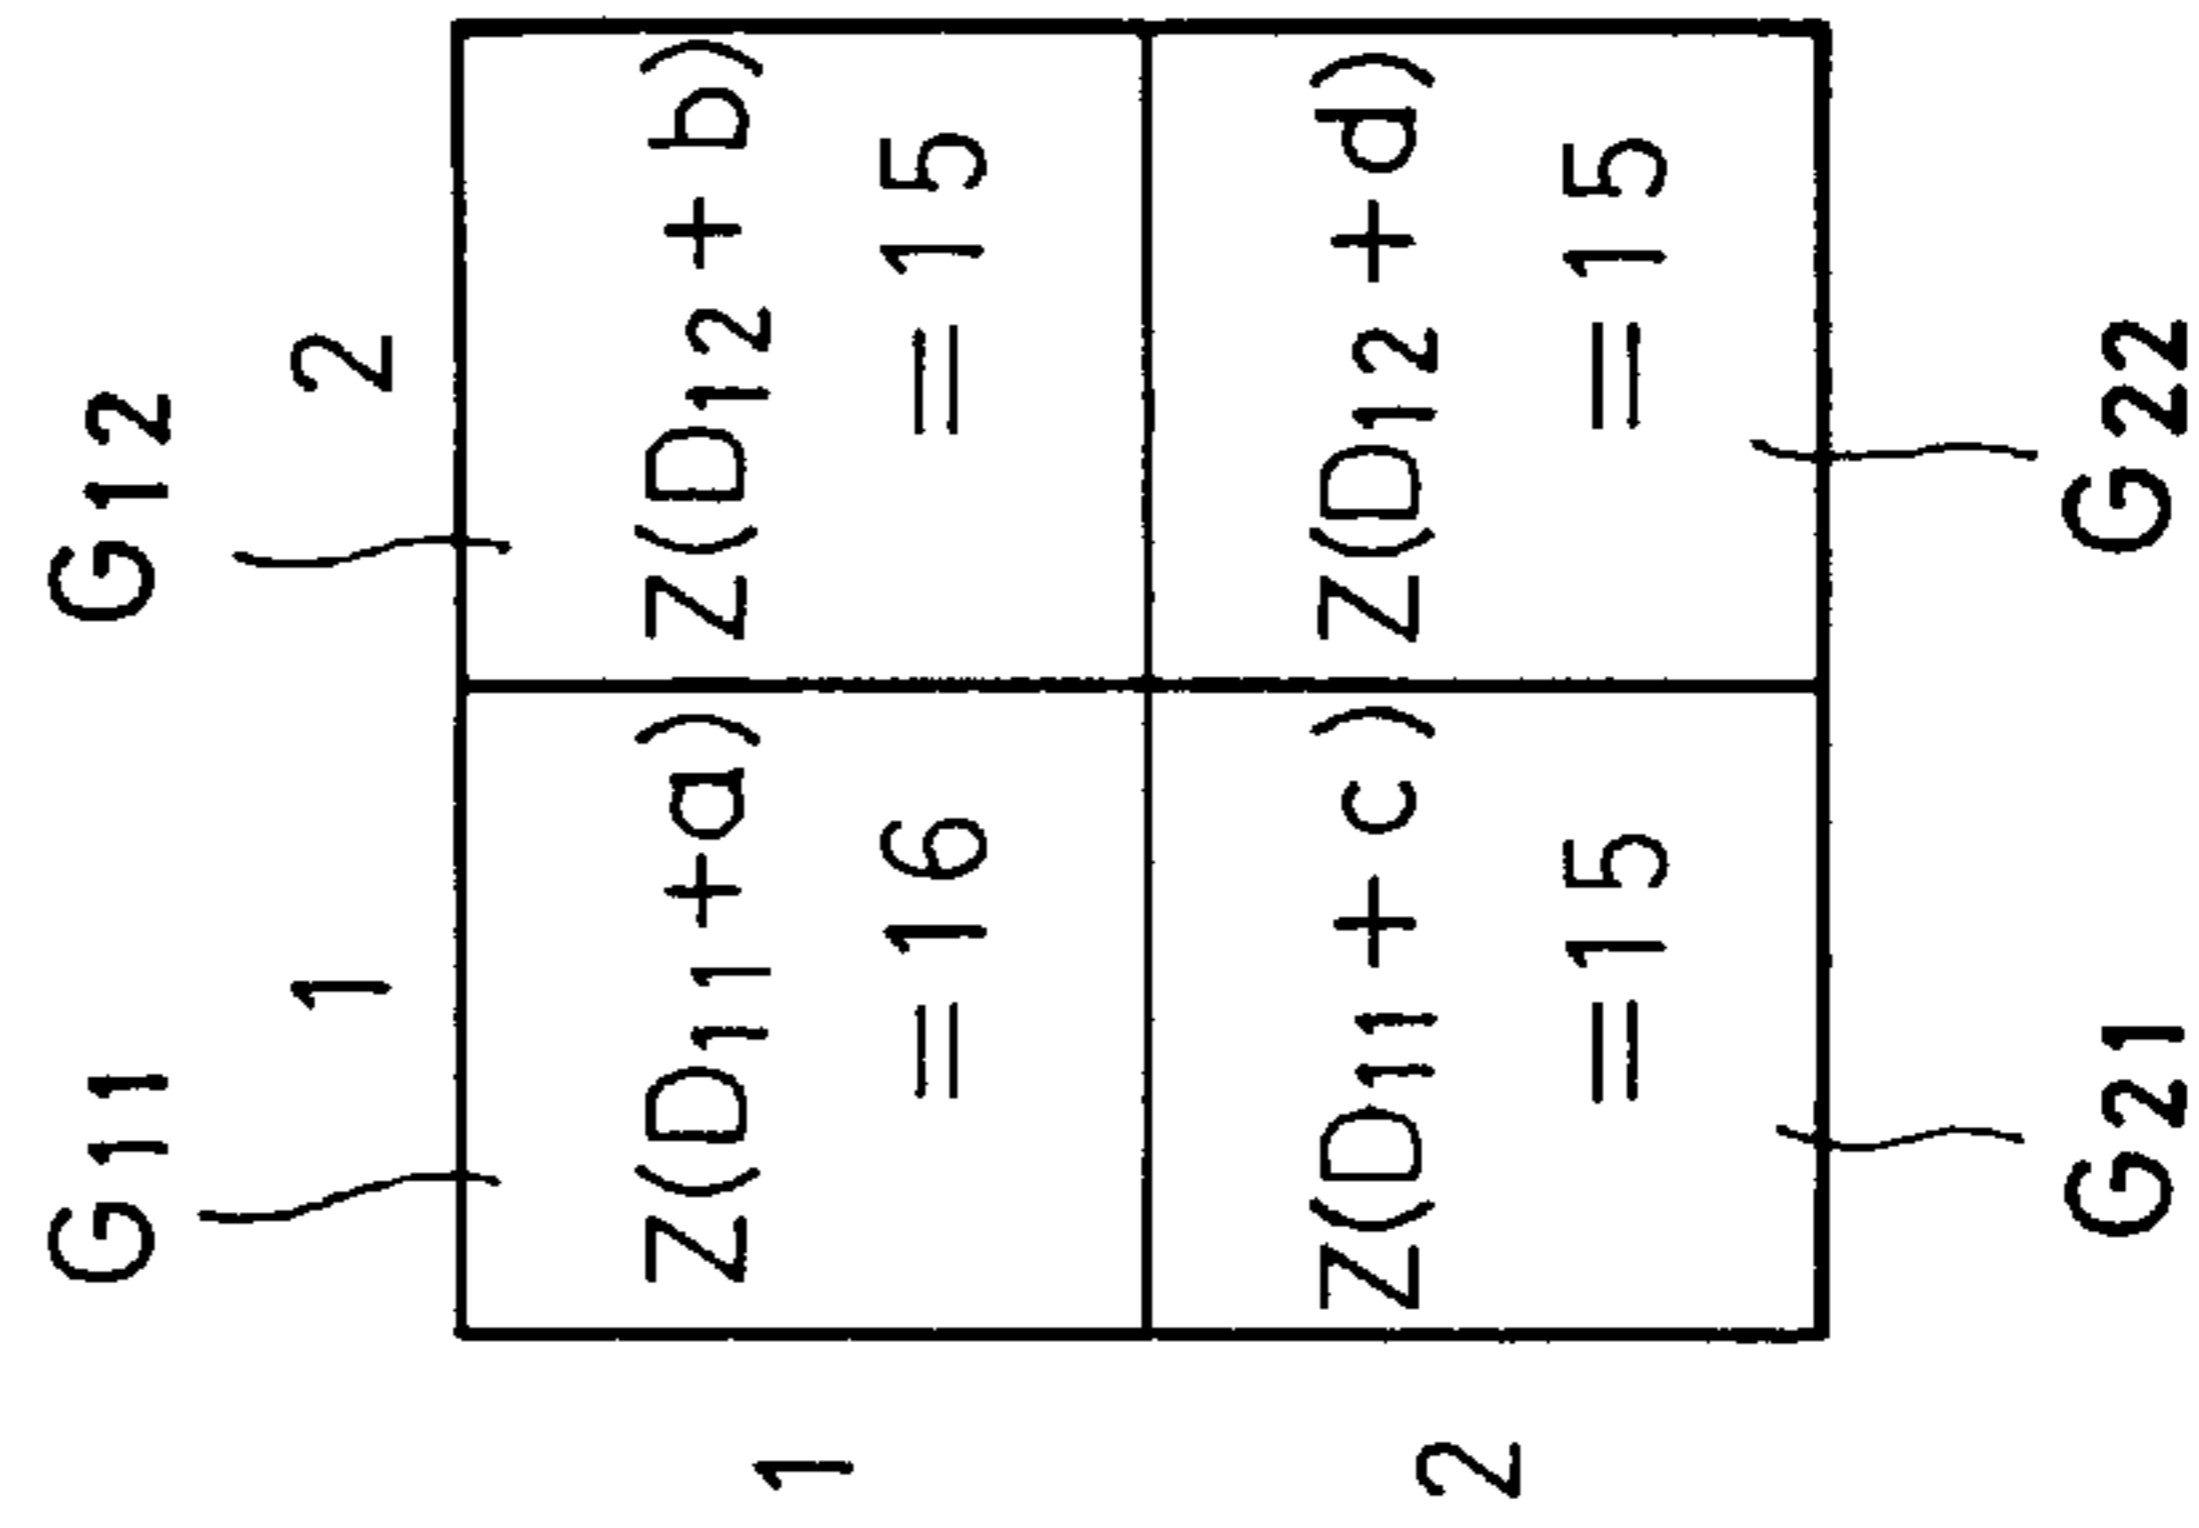 G11 G12
1 2
1 Z(D11+a) Z(D12+b)
=16 =15
2 Z(D11+c) Z(D12+d)
=15 =15
G21 G22